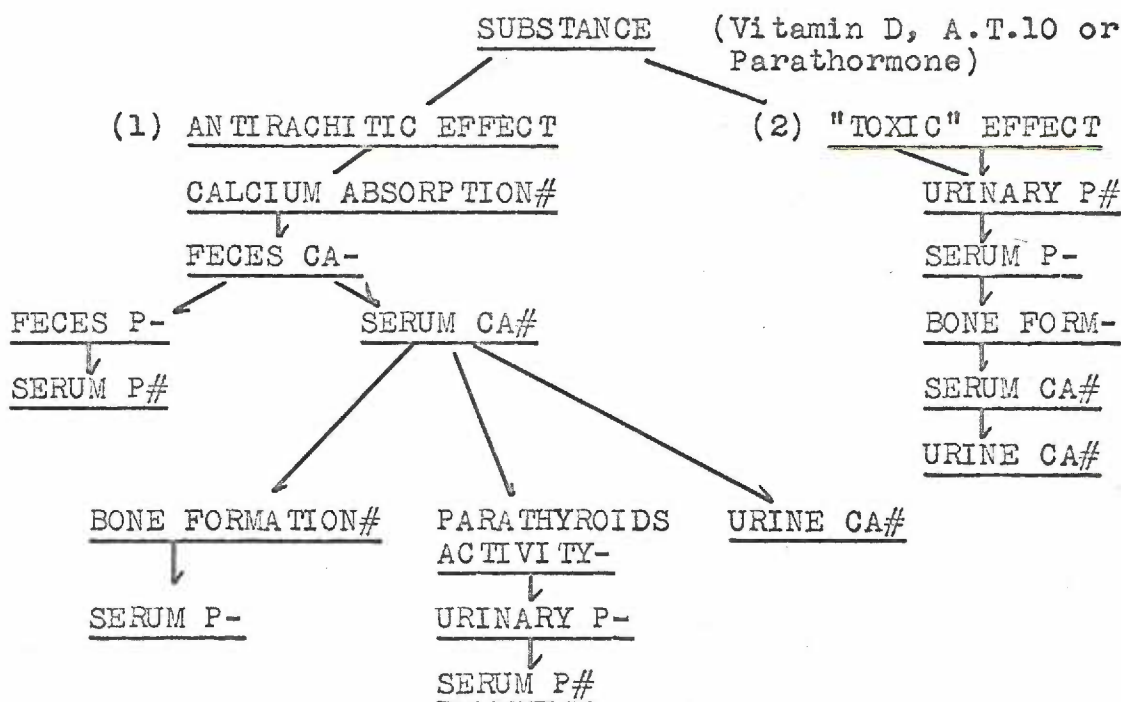 SUBSTANCE (Vitamin D, A.T.10 or
Parathormone)
(1) ANTIRACHITIC EFFECT (2) "TOXIC" EFFECT
CALCIUM ABSORPTION# URINARY P#
FECES CA- SERUM P-
FECES P- SERUM CA# BONE FORM-
SERUM P# SERUM CA#
URINE CA#
BONE FORMATION# PARATHYROIDS URINE CA#
ACTIVITY-
SERUM P- URINARY P-
SERUM P#